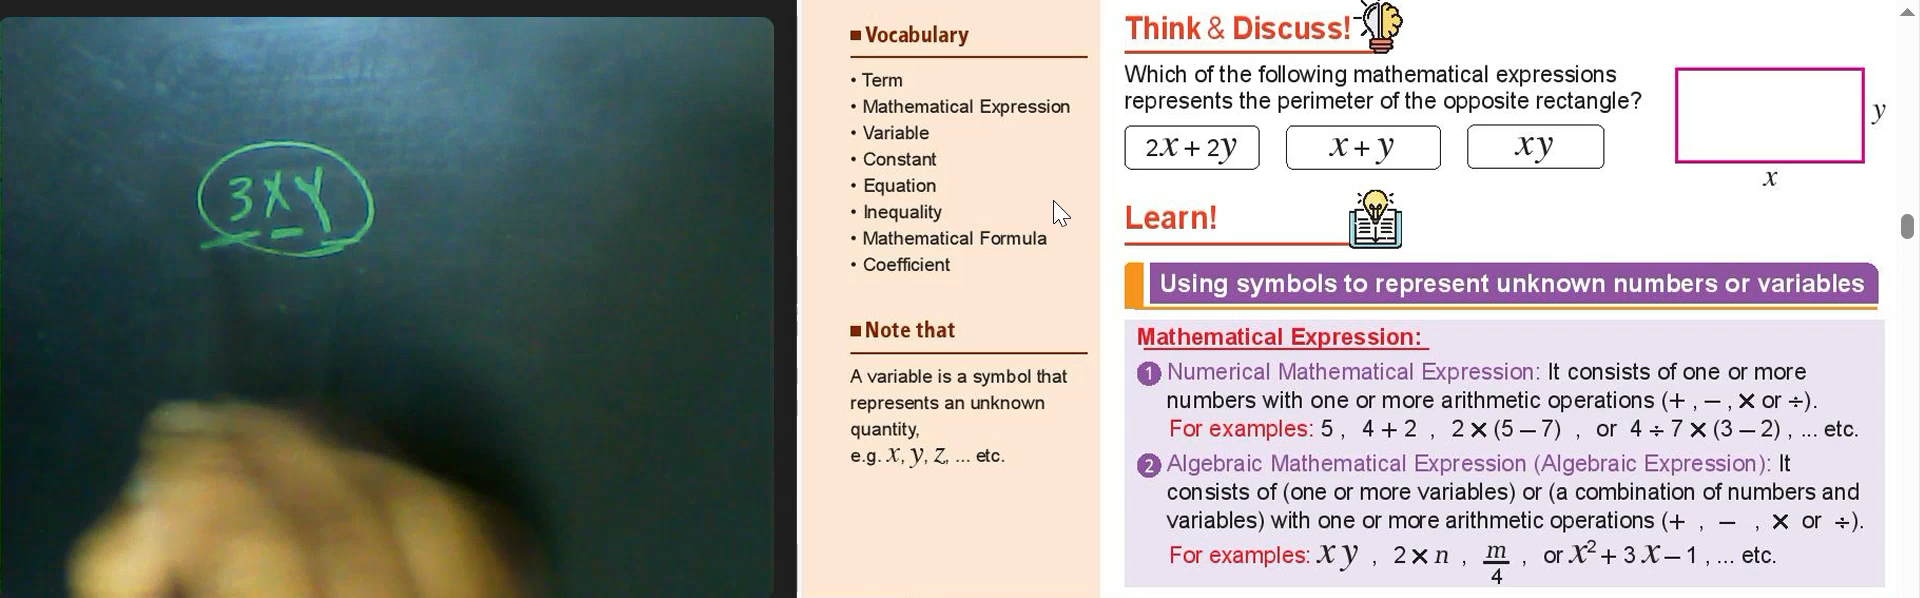 3XY
■ Vocabulary
• Term
• Mathematical Expression
• Variable
• Constant
• Equation
• Inequality
• Mathematical Formula
• Coefficient
■ Note that
A variable is a symbol that
represents an unknown
quantity,
e.g. x, y, z, ... etc.
Think & Discuss!
Which of the following mathematical expressions
represents the perimeter of the opposite rectangle?
2x + 2y x + y xy
y
x
Learn!
Using symbols to represent unknown numbers or variables
Mathematical Expression:
1 Numerical Mathematical Expression: It consists of one or more
numbers with one or more arithmetic operations (+ , − , × or ÷).
For examples: 5 , 4 + 2 , 2 × (5 − 7) , or 4 ÷ 7 × (3 − 2) , ... etc.
2 Algebraic Mathematical Expression (Algebraic Expression): It
consists of (one or more variables) or (a combination of numbers and
variables) with one or more arithmetic operations (+ , − , × or ÷).
For examples: x y , 2 × n , m/4 , or x² + 3 x − 1 , ... etc.